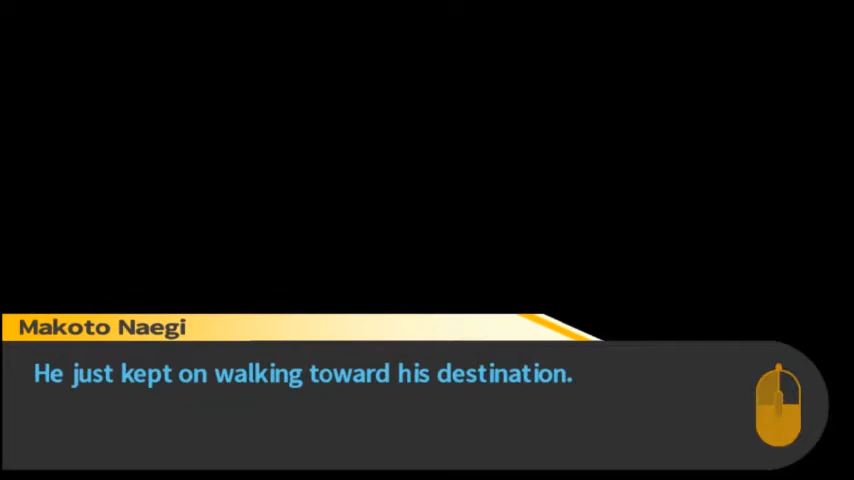 Makoto Naegi
He just kept on walking toward his destination.